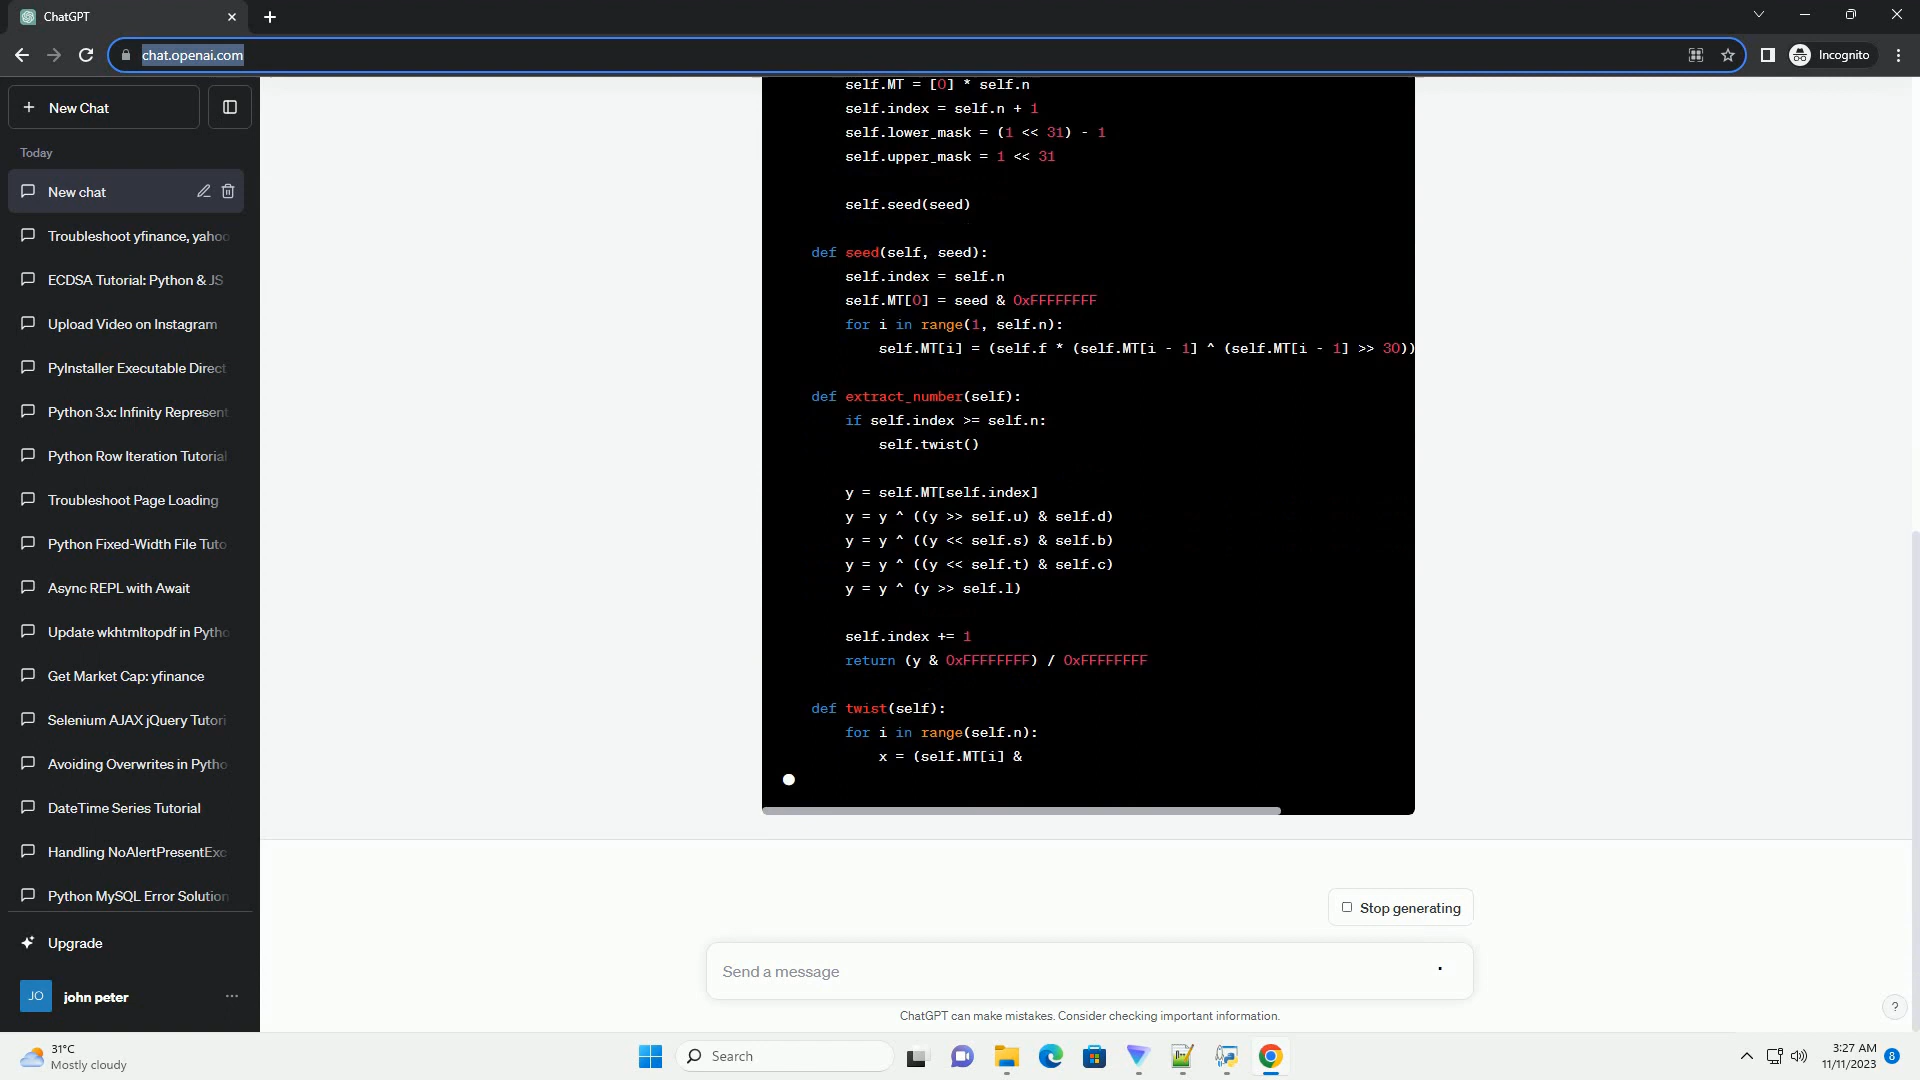 ChatGPT
chat.openai.com
Incognito
New Chat
Today
New chat
Troubleshoot yfinance, yahoo
ECDSA Tutorial: Python & JS
Upload Video on Instagram
PyInstaller Executable Direct
Python 3.x: Infinity Represent
Python Row Iteration Tutorial
Troubleshoot Page Loading
Python Fixed-Width File Tuto
Async REPL with Await
Update wkhtmltopdf in Pytho
Get Market Cap: yfinance
Selenium AJAX jQuery Tutori
Avoiding Overwrites in Pytho
DateTime Series Tutorial
Handling NoAlertPresentExc
Python MySQL Error Solution
Upgrade
JO
john peter
self.MT = [0] * self.n
self.index = self.n + 1
self.lower_mask = (1 << 31) - 1
self.upper_mask = 1 << 31
self.seed(seed)
def seed(self, seed):
self.index = self.n
self.MT[0] = seed & 0xFFFFFFFF
for i in range(1, self.n):
self.MT[i] = (self.f * (self.MT[i - 1] ^ (self.MT[i - 1] >> 30))
def extract_number(self):
if self.index >= self.n:
self.twist()
y = self.MT[self.index]
y = y ^ ((y >> self.u) & self.d)
y = y ^ ((y << self.s) & self.b)
y = y ^ ((y << self.t) & self.c)
y = y ^ (y >> self.l)
self.index += 1
return (y & 0xFFFFFFFF) / 0xFFFFFFFF
def twist(self):
for i in range(self.n):
x = (self.MT[i] &
Stop generating
Send a message
ChatGPT can make mistakes. Consider checking important information.
?
31°C
Mostly cloudy
Search
3:27 AM
11/11/2023
8